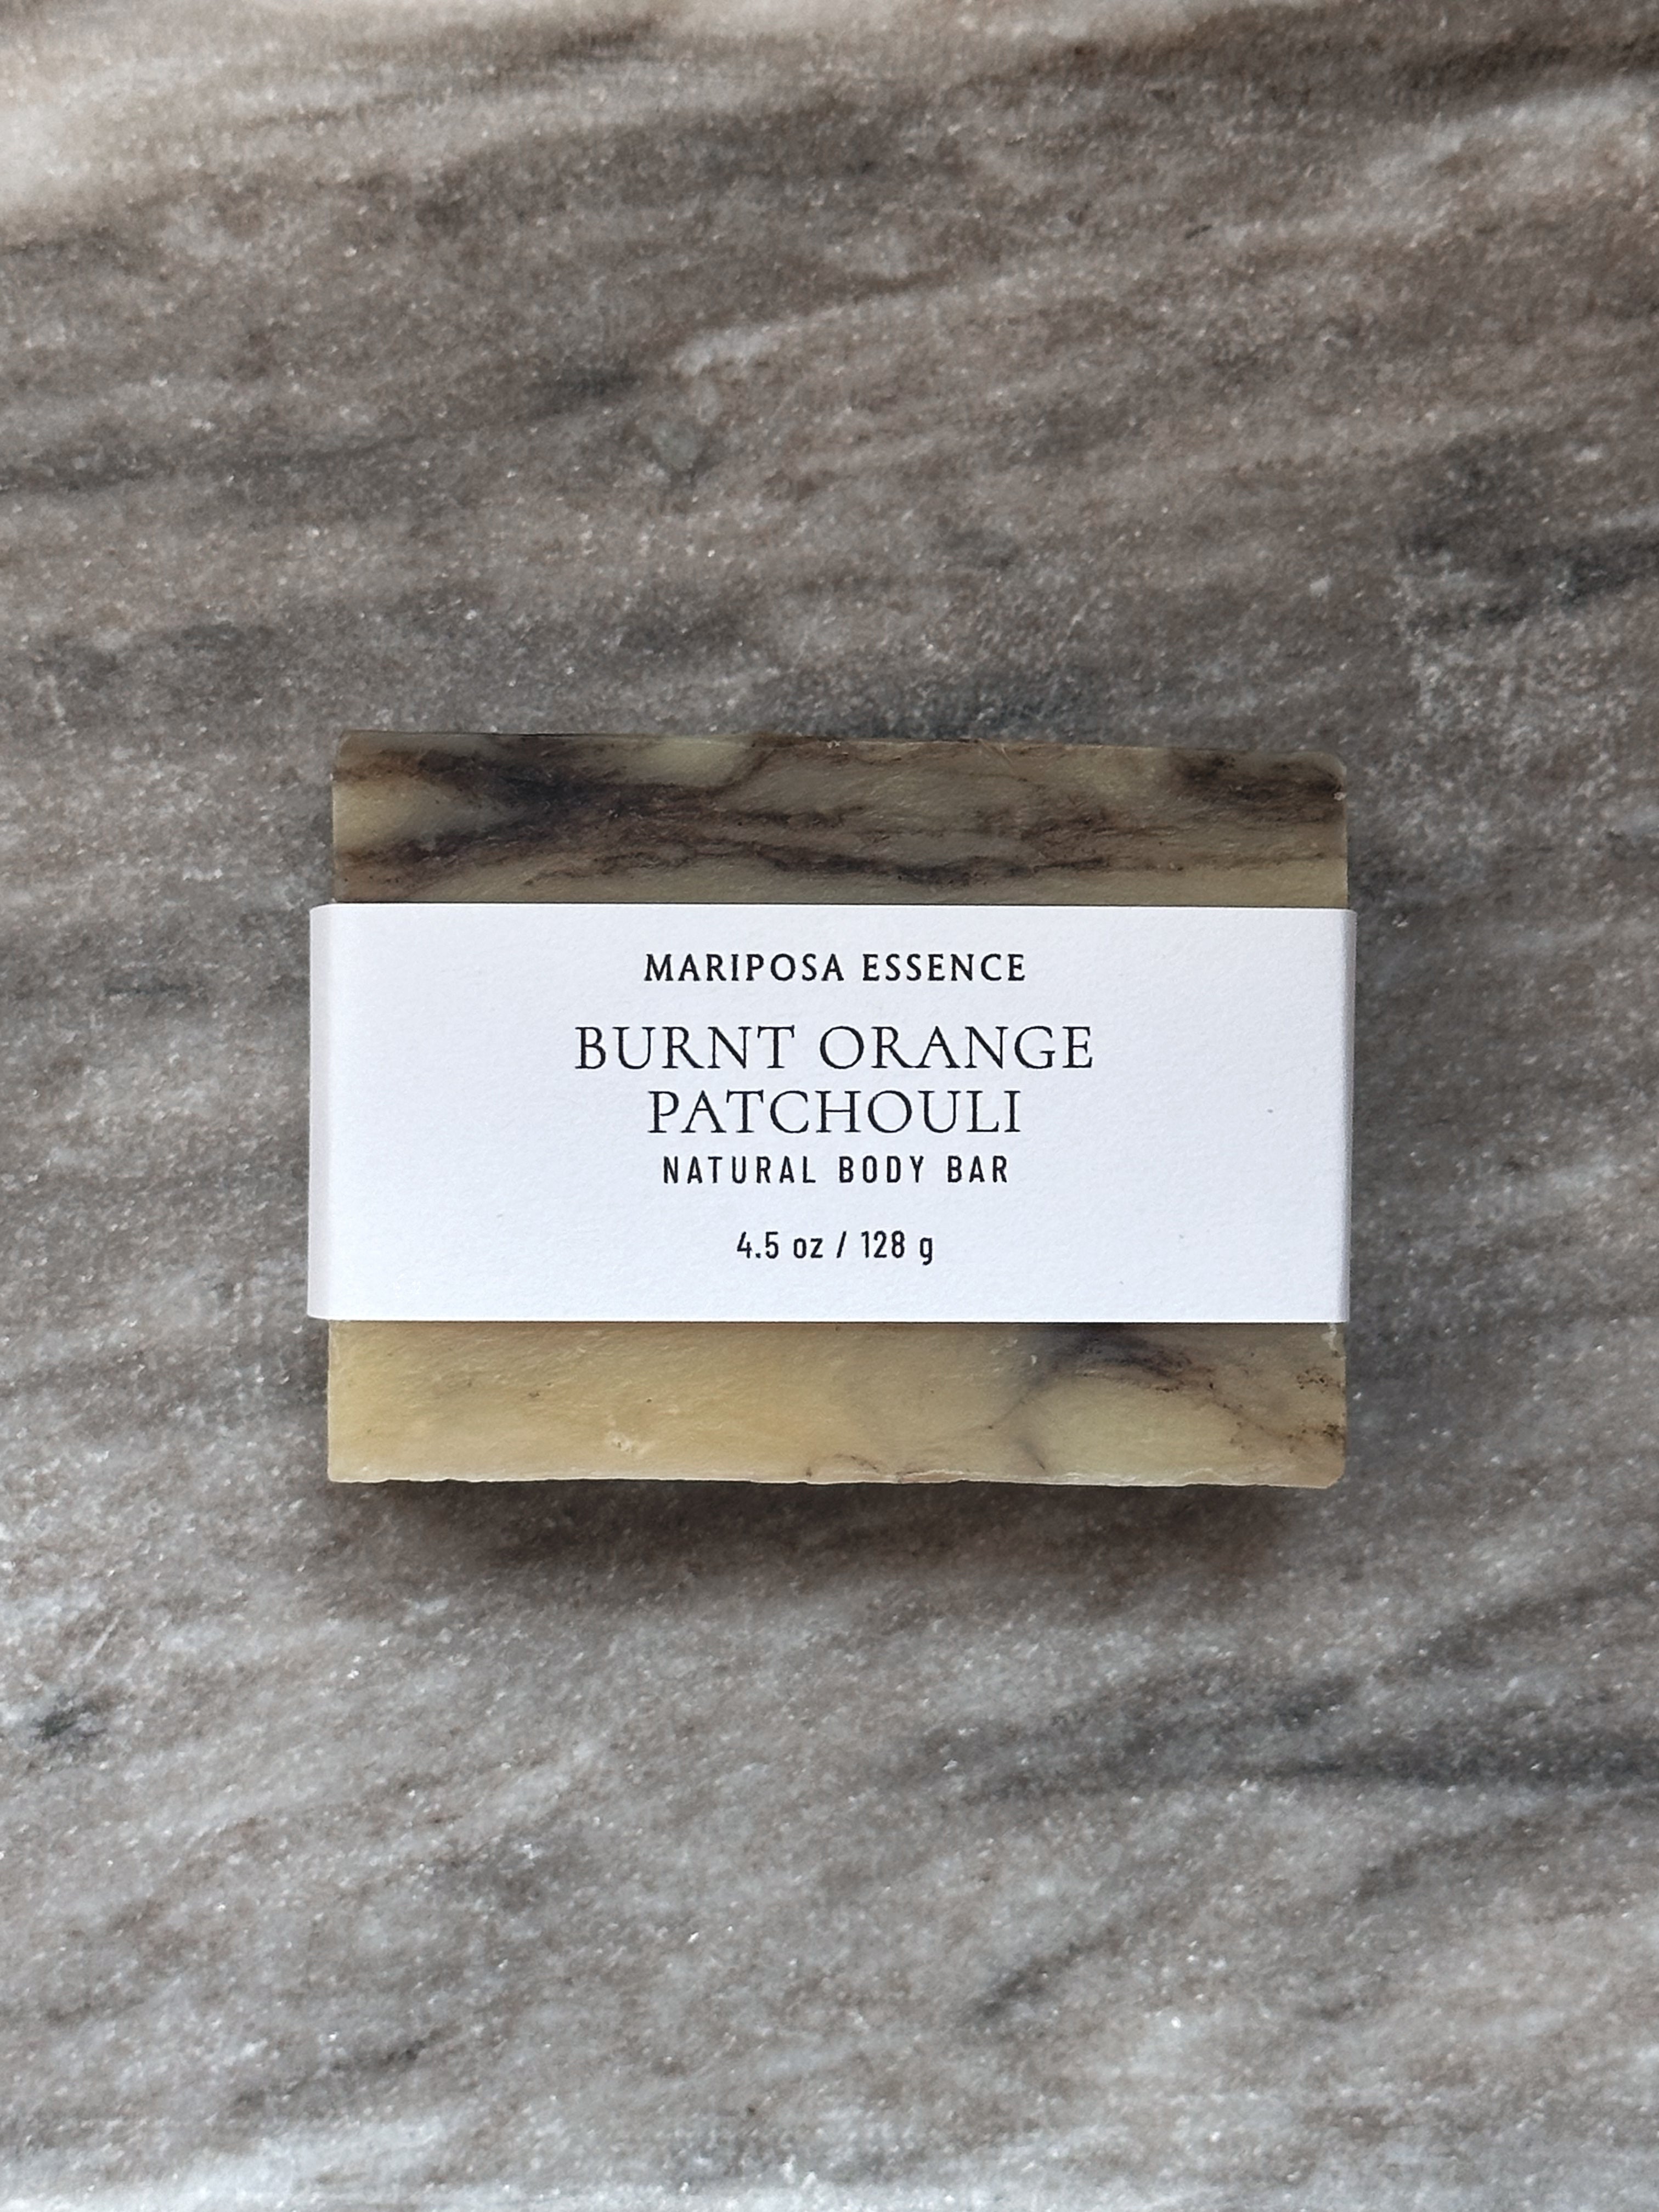 MARIPOSA ESSENCE
BURNT ORANGE
PATCHOULI
NATURAL BODY BAR
4.5 oz / 128 g